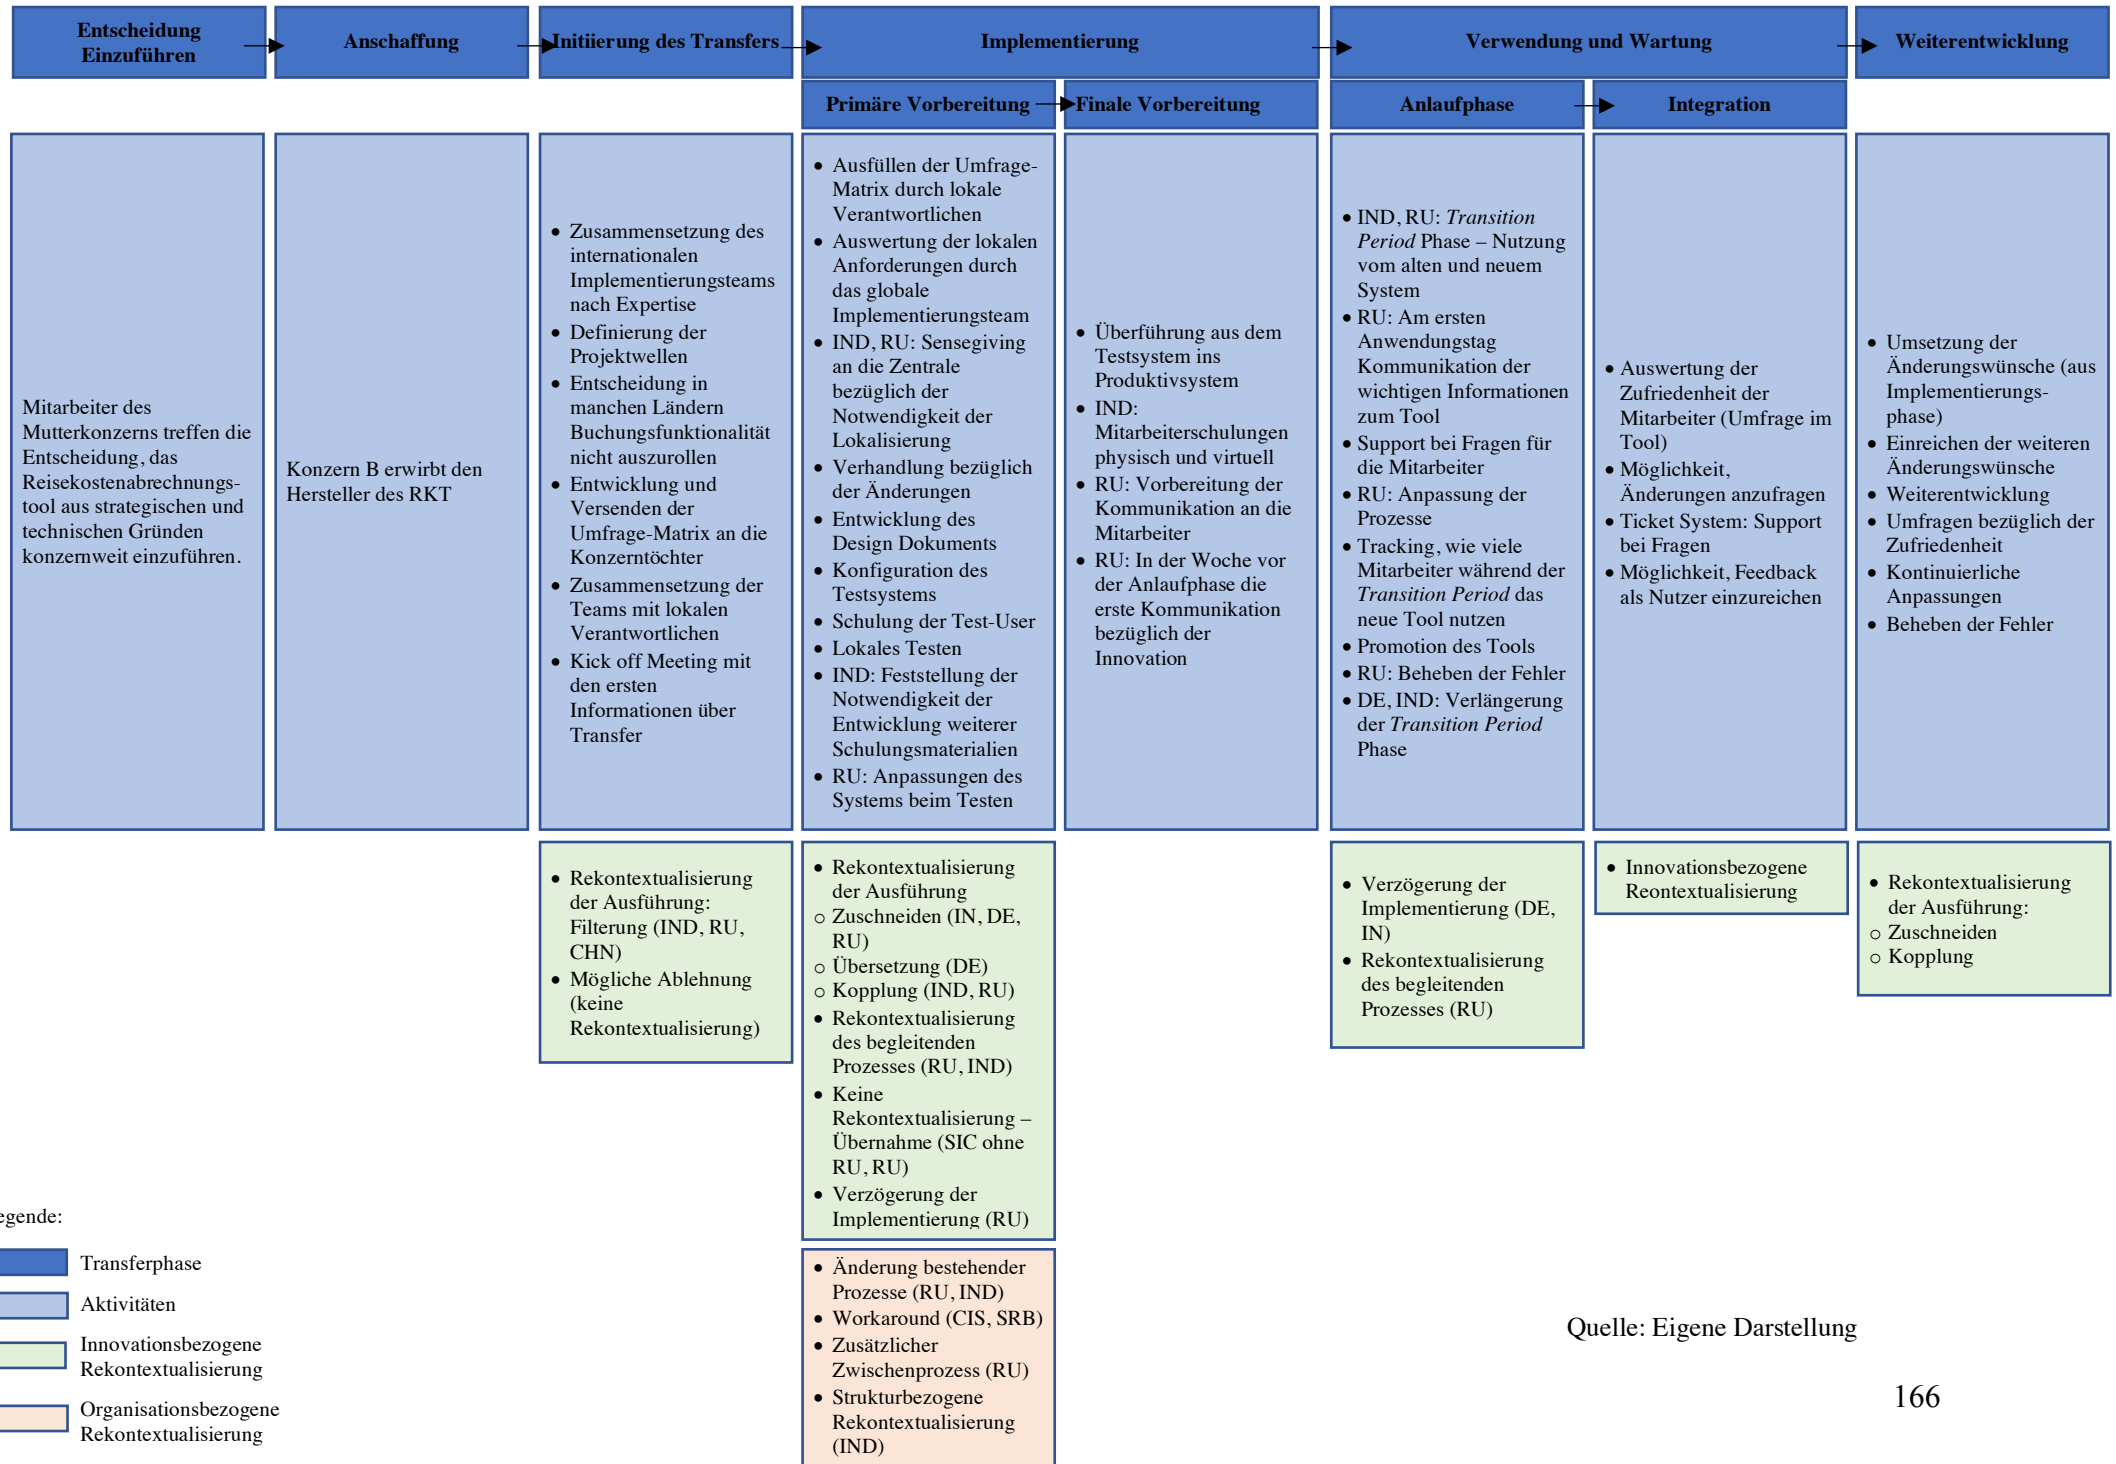 Entscheidung
Einzuführen
Anschaffung
Initiierung des Transfers
Implementierung
Verwendung und Wartung
Weiterentwicklung
Primäre Vorbereitung
Finale Vorbereitung
Anlaufphase
Integration
Mitarbeiter des
Mutterkonzerns treffen die
Entscheidung, das
Reisekostenabrechnungs-
tool aus strategischen und
technischen Gründen
konzernweit einzuführen.
Konzern B erwirbt den
Hersteller des RKT
• Zusammensetzung des
internationalen
Implementierungsteams
nach Expertise
• Definierung der
Projektwellen
• Entscheidung in
manchen Ländern
Buchungsfunktionalität
nicht auszurollen
• Entwicklung und
Versenden der
Umfrage-Matrix an die
Konzerntöchter
• Zusammensetzung der
Teams mit lokalen
Verantwortlichen
• Kick off Meeting mit
den ersten
Informationen über
Transfer
• Ausfüllen der Umfrage-
Matrix durch lokale
Verantwortlichen
• Auswertung der lokalen
Anforderungen durch
das globale
Implementierungsteam
• IND, RU: Sensegiving
an die Zentrale
bezüglich der
Notwendigkeit der
Lokalisierung
• Verhandlung bezüglich
der Änderungen
• Entwicklung des
Design Dokuments
• Konfiguration des
Testsystems
• Schulung der Test-User
• Lokales Testen
• IND: Feststellung der
Notwendigkeit der
Entwicklung weiterer
Schulungsmaterialien
• RU: Anpassungen des
Systems beim Testen
• Überführung aus dem
Testsystem ins
Produktivsystem
• IND:
Mitarbeiterschulungen
physisch und virtuell
• RU: Vorbereitung der
Kommunikation an die
Mitarbeiter
• RU: In der Woche vor
der Anlaufphase die
erste Kommunikation
bezüglich der
Innovation
• IND, RU: Transition
Period Phase – Nutzung
vom alten und neuem
System
• RU: Am ersten
Anwendungstag
Kommunikation der
wichtigen Informationen
zum Tool
• Support bei Fragen für
die Mitarbeiter
• RU: Anpassung der
Prozesse
• Tracking, wie viele
Mitarbeiter während der
Transition Period das
neue Tool nutzen
• Promotion des Tools
• RU: Beheben der Fehler
• DE, IND: Verlängerung
der Transition Period
Phase
• Auswertung der
Zufriedenheit der
Mitarbeiter (Umfrage im
Tool)
• Möglichkeit,
Änderungen anzufragen
• Ticket System: Support
bei Fragen
• Möglichkeit, Feedback
als Nutzer einzureichen
• Umsetzung der
Änderungswünsche (aus
Implementierungs-
phase)
• Einreichen der weiteren
Änderungswünsche
• Weiterentwicklung
• Umfragen bezüglich der
Zufriedenheit
• Kontinuierliche
Anpassungen
• Beheben der Fehler
• Rekontextualisierung
der Ausführung:
Filterung (IND, RU,
CHN)
• Mögliche Ablehnung
(keine
Rekontextualisierung)
• Rekontextualisierung
der Ausführung
o Zuschneiden (IN, DE,
RU)
o Übersetzung (DE)
o Kopplung (IND, RU)
• Rekontextualisierung
des begleitenden
Prozesses (RU, IND)
• Keine
Rekontextualisierung –
Übernahme (SIC ohne
RU, RU)
• Verzögerung der
Implementierung (RU)
• Verzögerung der
Implementierung (DE,
IN)
• Rekontextualisierung
des begleitenden
Prozesses (RU)
• Innovationsbezogene
Reontextualisierung
• Rekontextualisierung
der Ausführung:
o Zuschneiden
o Kopplung
• Änderung bestehender
Prozesse (RU, IND)
• Workaround (CIS, SRB)
• Zusätzlicher
Zwischenprozess (RU)
• Strukturbezogene
Rekontextualisierung
(IND)
egende:
Transferphase
Aktivitäten
Innovationsbezogene
Rekontextualisierung
Organisationsbezogene
Rekontextualisierung
Quelle: Eigene Darstellung
166